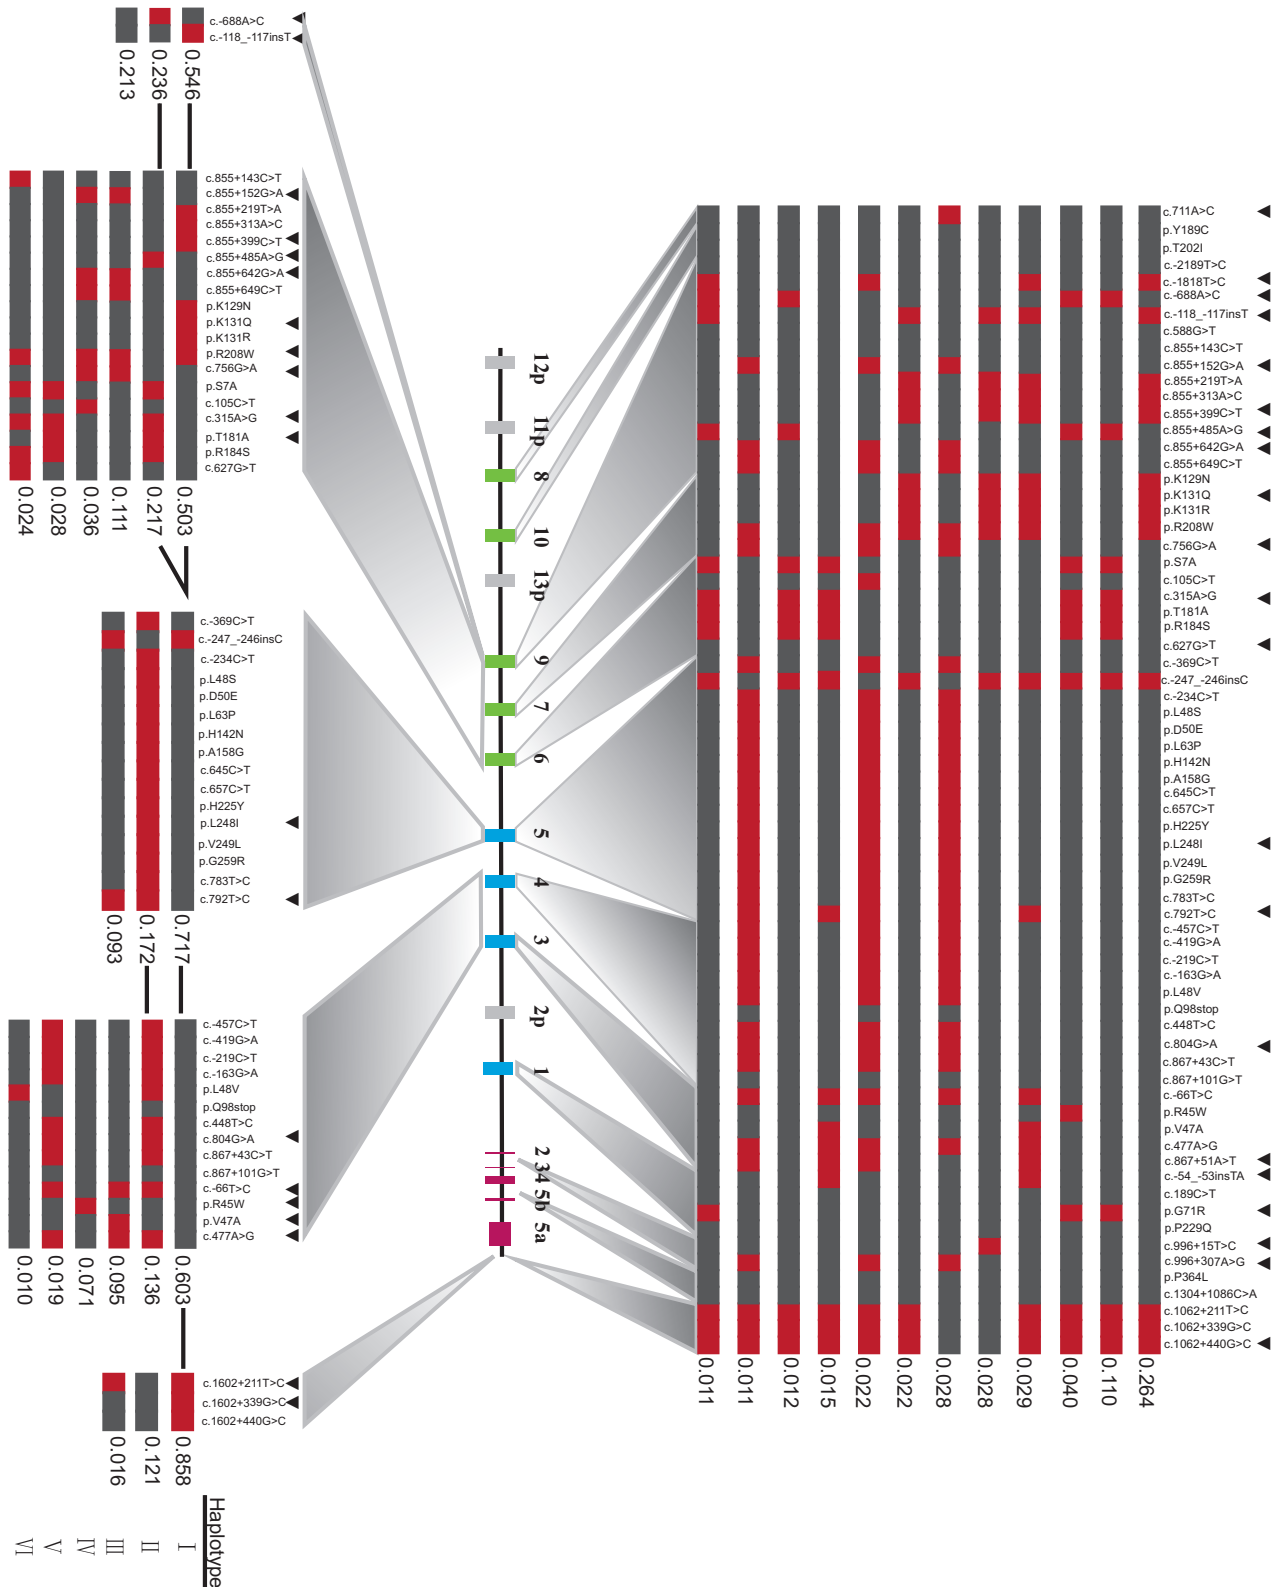 c.-688A>C
c.-118_-117insT
0.546
0.236
0.213
c.855+143C>T
c.855+152G>A
c.855+219T>A
c.855+313A>C
c.855+399C>T
c.855+485A>G
c.855+642G>A
c.855+649C>T
p.K129N
p.K131Q
p.K131R
p.R208W
c.756G>A
p.S7A
c.105C>T
c.315A>G
p.T181A
p.R184S
c.627G>T
0.503
0.217
0.111
0.036
0.028
0.024
c.-369C>T
c.-247_-246insC
c.-234C>T
p.L48S
p.D50E
p.L63P
p.H142N
p.A158G
c.645C>T
c.657C>T
p.H225Y
p.L248I
p.V249L
p.G259R
c.783T>C
c.792T>C
0.717
0.172
0.093
c.-457C>T
c.-419G>A
c.-219C>T
c.-163G>A
p.L48V
p.Q98stop
c.448T>C
c.804G>A
c.867+43C>T
c.867+101G>T
c.-66T>C
p.R45W
p.V47A
c.477A>G
0.603
0.136
0.095
0.071
0.019
0.010
c.1602+211T>C
c.1602+339G>C
c.1602+440G>C
0.858
0.121
0.016
Haplotype
I
II
III
IV
V
VI
12p
11p
8
10
13p
9
7
6
5
4
3
2p
1
2
3
4
5b
5a
c.711A>C
p.Y189C
p.T202I
c.-2189T>C
c.-1818T>C
c.-688A>C
c.-118_-117insT
c.588G>T
c.855+143C>T
c.855+152G>A
c.855+219T>A
c.855+313A>C
c.855+399C>T
c.855+485A>G
c.855+642G>A
c.855+649C>T
p.K129N
p.K131Q
p.K131R
p.R208W
c.756G>A
p.S7A
c.105C>T
c.315A>G
p.T181A
p.R184S
c.627G>T
c.-369C>T
c.-247_-246insC
c.-234C>T
p.L48S
p.D50E
p.L63P
p.H142N
p.A158G
c.645C>T
c.657C>T
p.H225Y
p.L248I
p.V249L
p.G259R
c.783T>C
c.792T>C
c.-457C>T
c.-419G>A
c.-219C>T
c.-163G>A
p.L48V
p.Q98stop
c.448T>C
c.804G>A
c.867+43C>T
c.867+101G>T
c.-66T>C
p.R45W
p.V47A
c.477A>G
c.867+51A>T
c.-54_-53insTA
c.189C>T
p.G71R
p.P229Q
c.996+15T>C
c.996+307A>G
p.P364L
c.1304+1086C>A
c.1062+211T>C
c.1062+339G>C
c.1062+440G>C
0.264
0.110
0.040
0.029
0.028
0.028
0.022
0.022
0.015
0.012
0.011
0.011